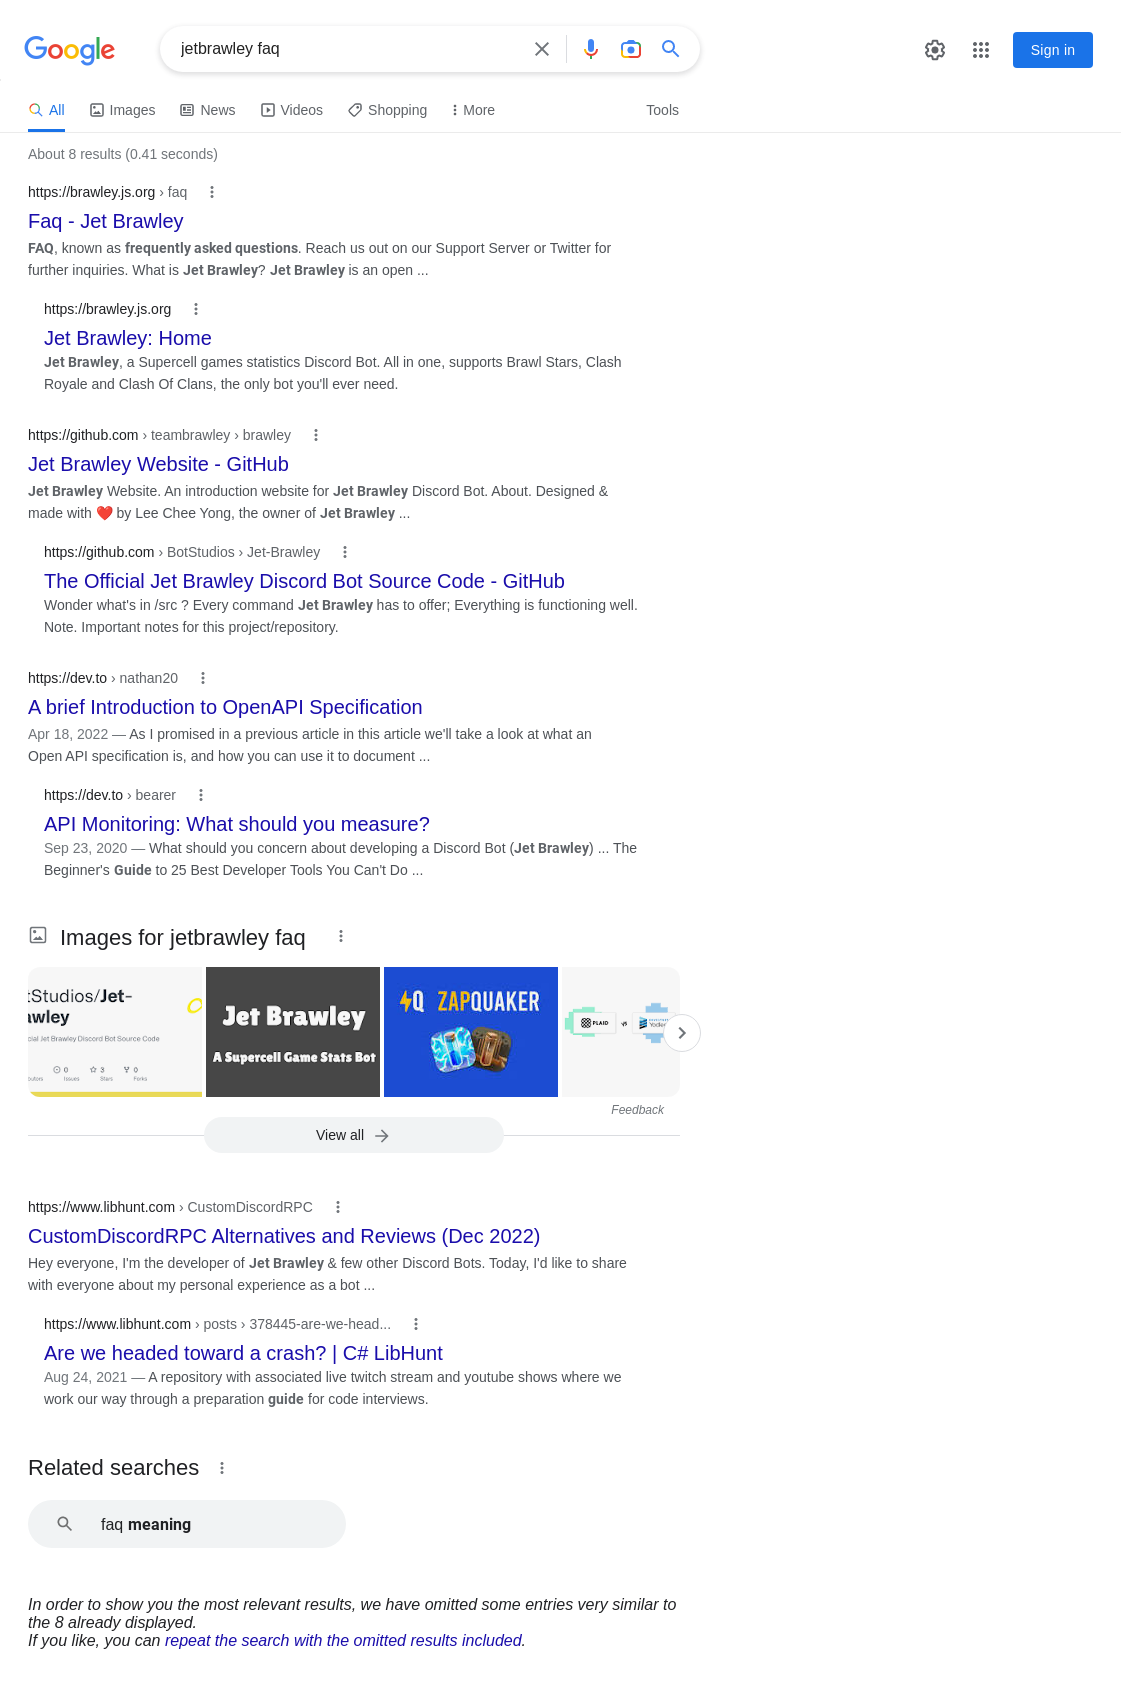 Google
jetbrawley faq
Sign in
All
Images
News
Videos
Shopping
More
Tools
About 8 results (0.41 seconds)
https://brawley.js.org › faq
Faq - Jet Brawley
FAQ, known as frequently asked questions. Reach us out on our Support Server or Twitter for
further inquiries. What is Jet Brawley? Jet Brawley is an open ...
https://brawley.js.org
Jet Brawley: Home
Jet Brawley, a Supercell games statistics Discord Bot. All in one, supports Brawl Stars, Clash
Royale and Clash Of Clans, the only bot you'll ever need.
https://github.com › teambrawley › brawley
Jet Brawley Website - GitHub
Jet Brawley Website. An introduction website for Jet Brawley Discord Bot. About. Designed &
made with ❤️ by Lee Chee Yong, the owner of Jet Brawley ...
https://github.com › BotStudios › Jet-Brawley
The Official Jet Brawley Discord Bot Source Code - GitHub
Wonder what's in /src ? Every command Jet Brawley has to offer; Everything is functioning well.
Note. Important notes for this project/repository.
https://dev.to › nathan20
A brief Introduction to OpenAPI Specification
Apr 18, 2022 — As I promised in a previous article in this article we'll take a look at what an
Open API specification is, and how you can use it to document ...
https://dev.to › bearer
API Monitoring: What should you measure?
Sep 23, 2020 — What should you concern about developing a Discord Bot (Jet Brawley) ... The
Beginner's Guide to 25 Best Developer Tools You Can't Do ...
Images for jetbrawley faq
tStudios/Jet-
awley
cial Jet Brawley Discord Bot Source Code
0
3
0
Issues
Stars
Forks
Jet Brawley
A Supercell Game Stats Bot
Q ZAPQUAKER
PLAID
vs
Yodlee
Feedback
View all
https://www.libhunt.com › CustomDiscordRPC
CustomDiscordRPC Alternatives and Reviews (Dec 2022)
Hey everyone, I'm the developer of Jet Brawley & few other Discord Bots. Today, I'd like to share
with everyone about my personal experience as a bot ...
https://www.libhunt.com › posts › 378445-are-we-head...
Are we headed toward a crash? | C# LibHunt
Aug 24, 2021 — A repository with associated live twitch stream and youtube shows where we
work our way through a preparation guide for code interviews.
Related searches
faq meaning
In order to show you the most relevant results, we have omitted some entries very similar to
the 8 already displayed.
If you like, you can repeat the search with the omitted results included.